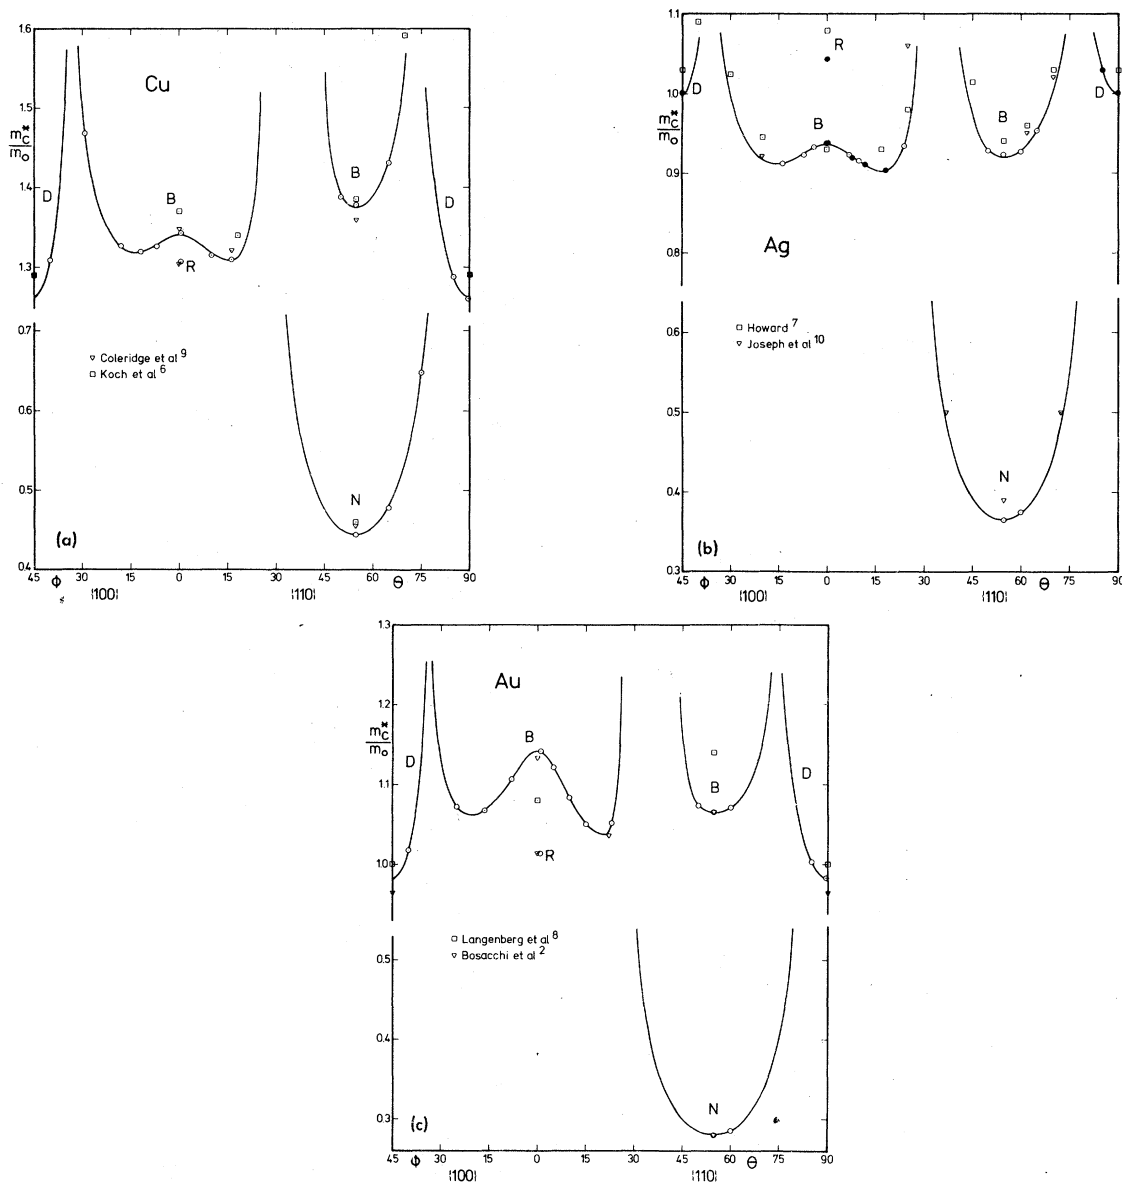 1.6
1.5
m*c
mo
1.4
1.3
0.7
0.6
0.5
0.4
Cu
D
B
R
B
D
▿ Coleridge et al 9
□ Koch et al 6
N
(a)
45 Φ 30 15 0 15 30 45 60 Θ 75 90
|100| |110|
1.1
1.0
m*c
mo
0.9
0.8
0.6
0.5
0.4
0.3
D
R
B
B
D
Ag
□ Howard 7
▿ Joseph et al 10
N
(b)
45 Φ 30 15 0 15 30 45 60 Θ 75 90
|100| |110|
1.3
1.2
m*c
mo
1.1
1.0
0.5
0.4
0.3
Au
D
B
R
B
D
□ Langenberg et al 8
▿ Bosacchi et al 2
N
(c)
45 Φ 30 15 0 15 30 45 60 Θ 75 90
|100| |110|